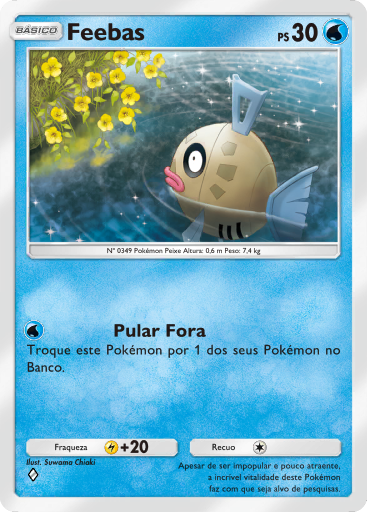 BÁSICO Feebas PS 30
N° 0349 Pokémon Peixe Altura: 0,6 m Peso: 7,4 kg
Pular Fora
Troque este Pokémon por 1 dos seus Pokémon no
Banco.
Fraqueza +20 Recuo
Ilust. Suwama Chiaki
Apesar de ser impopular e pouco atraente,
a incrível vitalidade deste Pokémon
faz com que seja alvo de pesquisas.